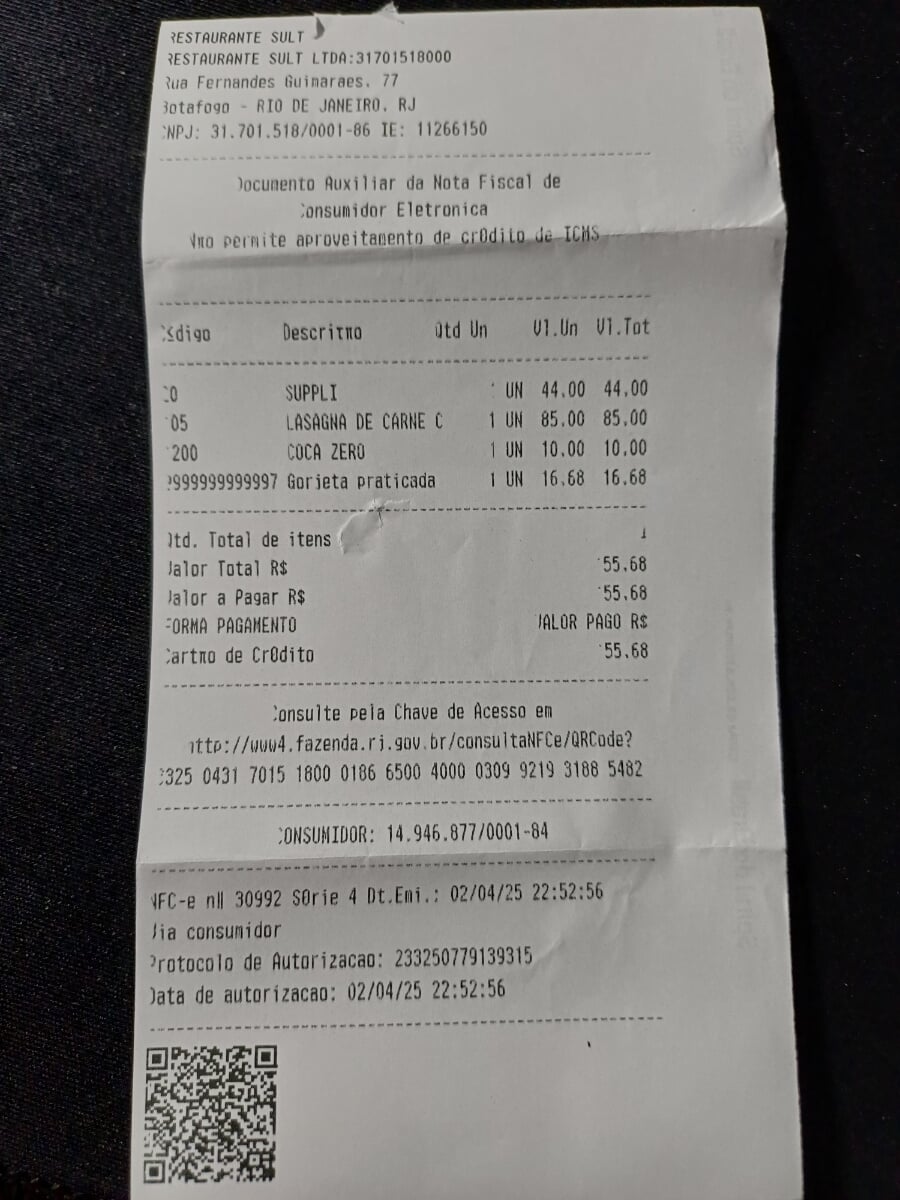 RESTAURANTE SULT
RESTAURANTE SULT LTDA:31701518000
Rua Fernandes Guimaraes, 77
Botafogo - RIO DE JANEIRO, RJ
CNPJ: 31.701.518/0001-86 IE: 11266150
Documento Auxiliar da Nota Fiscal de
Consumidor Eletronica
Nmo permite aproveitamento de cr0dito de ICMS
Descritmo Qtd Un Vl.Un Vl.Tot
SUPPLI UN 44,00 44,00
05 LASAGNA DE CARNE C 1 UN 85,00 85,00
200 COCA ZERO 1 UN 10,00 10,00
9999999999997 Gorjeta praticada 1 UN 16,68 16,68
Qtd. Total de itens
Valor Total R$ 55,68
Valor a Pagar R$ 55,68
FORMA PAGAMENTO VALOR PAGO R$
Cartmo de Cr0dito 55,68
Consulte pela Chave de Acesso em
http://www4.fazenda.rj.gov.br/consultaNFCe/QRCode?
3325 0431 7015 1800 0186 6500 4000 0309 9219 3188 5482
CONSUMIDOR: 14.946.877/0001-84
NFC-e nº 30992 S0rie 4 Dt.Emi.: 02/04/25 22:52:56
Via consumidor
Protocolo de Autorizacao: 233250779139315
Data de autorizacao: 02/04/25 22:52:56